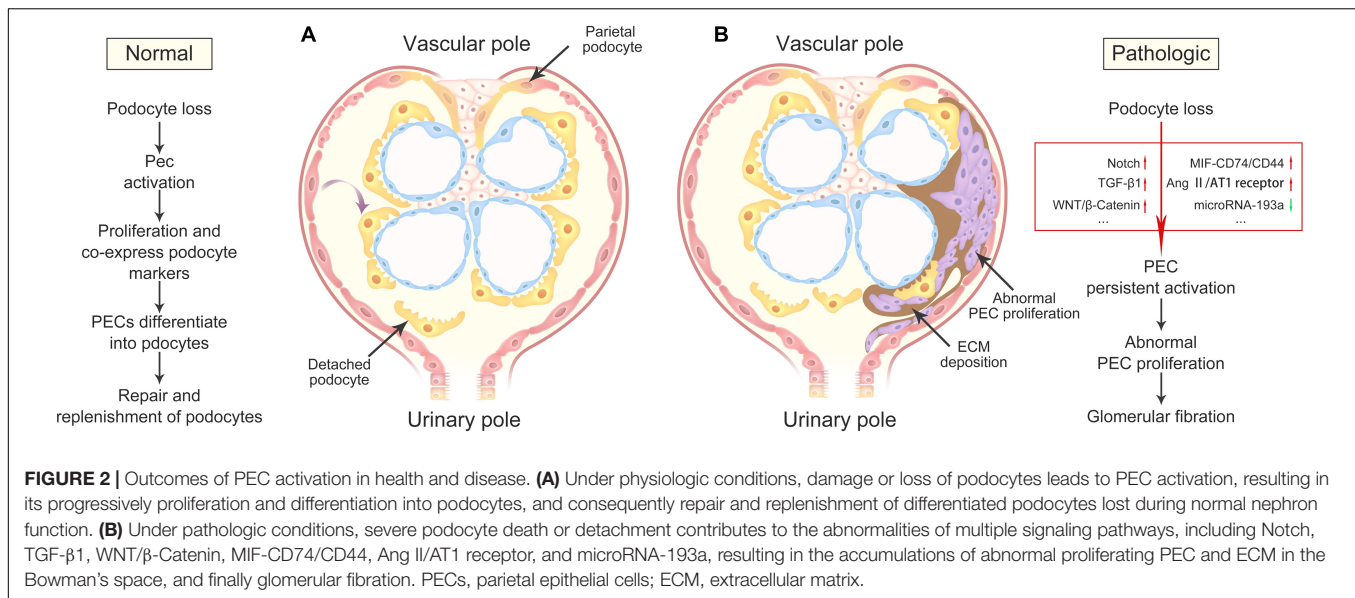 Normal
Podocyte loss
Pec
activation
Proliferation and
co-express podocyte
markers
PECs differentiate
into pdocytes
Repair and
replenishment of podocytes
A
Vascular pole
Parietal
podocyte
Detached
podocyte
Urinary pole
B
Vascular pole
Abnormal
PEC proliferation
ECM
deposition
Urinary pole
Pathologic
Podocyte loss
Notch
MIF-CD74/CD44
TGF-β1
Ang II/AT1 receptor
WNT/β-Catenin
microRNA-193a
...
...
PEC
persistent activation
Abnormal
PEC proliferation
Glomerular fibration
FIGURE 2 | Outcomes of PEC activation in health and disease. (A) Under physiologic conditions, damage or loss of podocytes leads to PEC activation, resulting in
its progressively proliferation and differentiation into podocytes, and consequently repair and replenishment of differentiated podocytes lost during normal nephron
function. (B) Under pathologic conditions, severe podocyte death or detachment contributes to the abnormalities of multiple signaling pathways, including Notch,
TGF-β1, WNT/β-Catenin, MIF-CD74/CD44, Ang II/AT1 receptor, and microRNA-193a, resulting in the accumulations of abnormal proliferating PEC and ECM in the
Bowman's space, and finally glomerular fibration. PECs, parietal epithelial cells; ECM, extracellular matrix.